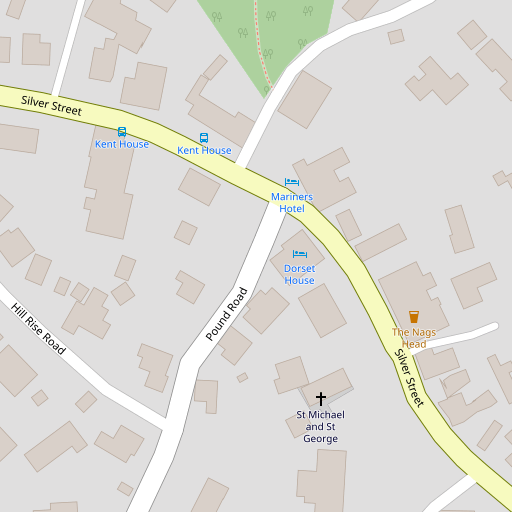 Silver Street
Kent House
Kent House
Mariners
Hotel
Dorset
House
Pound Road
Hill Rise Road
The Nags
Head
Silver Street
St Michael
and St
George